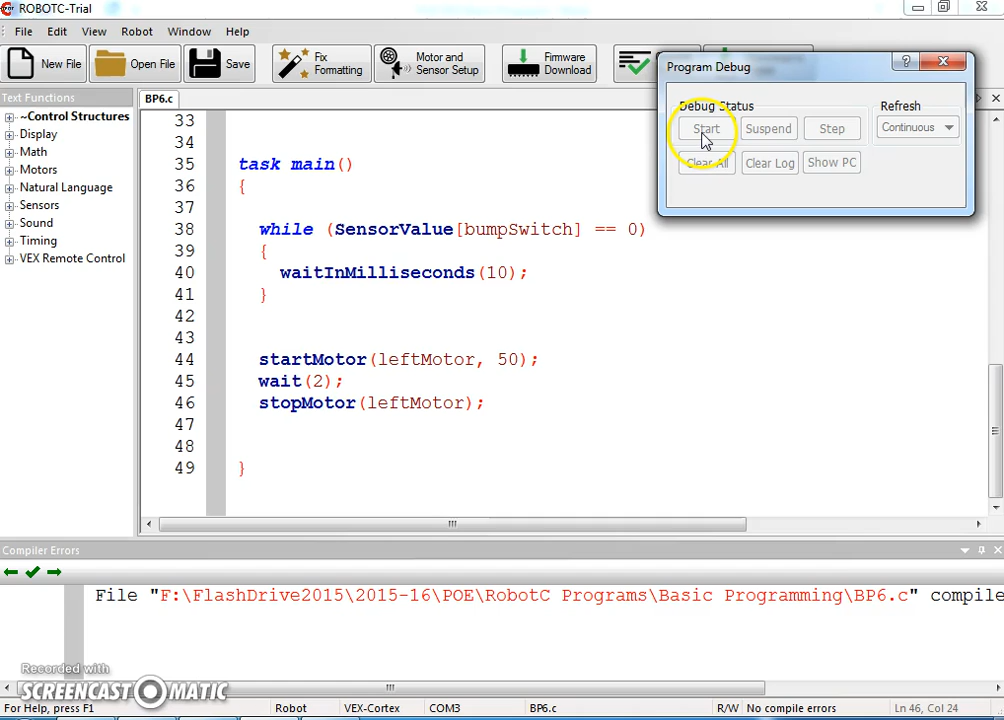 ROBOTC-Trial
File Edit View Robot Window Help
New File Open File Save Fix Formatting Motor and Sensor Setup Firmware Download
Program Debug
Debug Status Refresh
Start Suspend Step Continuous
Clear All Clear Log Show PC
Text Functions
~Control Structures
Display
Math
Motors
Natural Language
Sensors
Sound
Timing
VEX Remote Control
BP6.c
33
34
35 task main()
36 {
37
38 while (SensorValue[bumpSwitch] == 0)
39 {
40 waitInMilliseconds(10);
41 }
42
43
44 startMotor(leftMotor, 50);
45 wait(2);
46 stopMotor(leftMotor);
47
48
49 }
Compiler Errors
File "F:\FlashDrive2015\2015-16\POE\RobotC Programs\Basic Programming\BP6.c" compile
Recorded with
SCREENCAST MATIC
For Help, press F1 Robot VEX-Cortex COM3 BP6.c R/W No compile errors Ln 46, Col 24